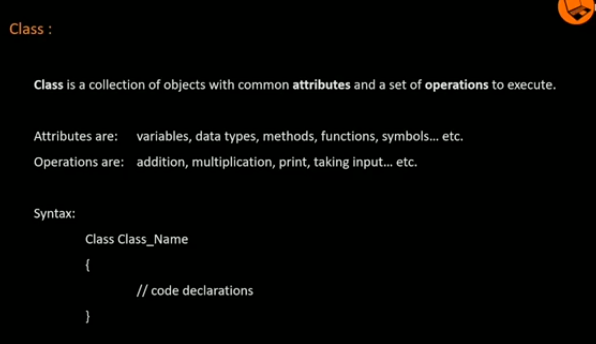 Class :
Class is a collection of objects with common attributes and a set of operations to execute.
Attributes are: variables, data types, methods, functions, symbols... etc.
Operations are: addition, multiplication, print, taking input... etc.
Syntax:
Class Class_Name
{
// code declarations
}